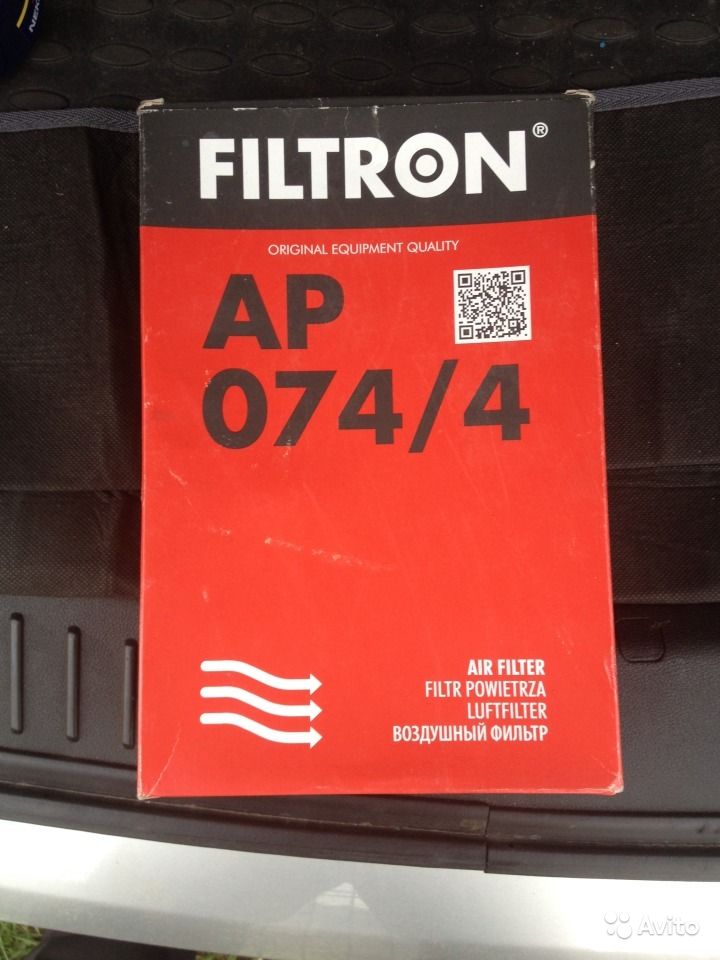 FILTRON®
ORIGINAL EQUIPMENT QUALITY
AP
074/4
AIR FILTER
FILTR POWIETRZA
LUFTFILTER
ВОЗДУШНЫЙ ФИЛЬТР
Avito